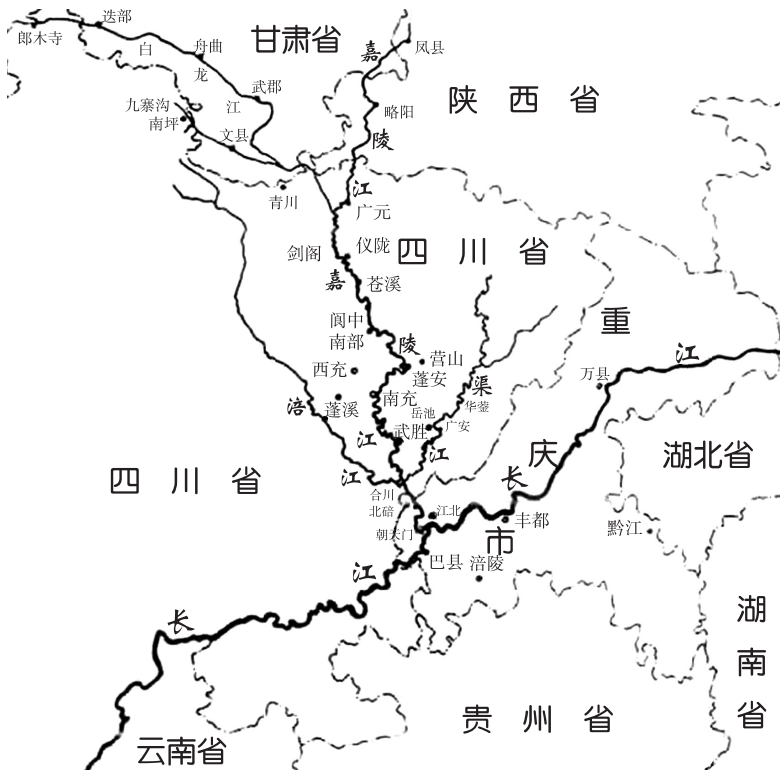 迭部
郎木寺
白
舟曲
甘肃省
嘉
凤县
龙
武郡
陕西省
九寨沟
江
略阳
南坪
文县
陵
青川
江
广元
剑阁
仪陇
四川省
嘉
苍溪
阆中
重
南部
陵
江
营山
西充
蓬安
万县
渠
涪
蓬溪
南充
岳池
华蓥
广安
江
武胜
江
庆
湖北省
四川省
江
长
合川
北碚
江北
丰都
黔江
朝天门
市
巴县
涪陵
江
长
湖南省
贵州省
云南省